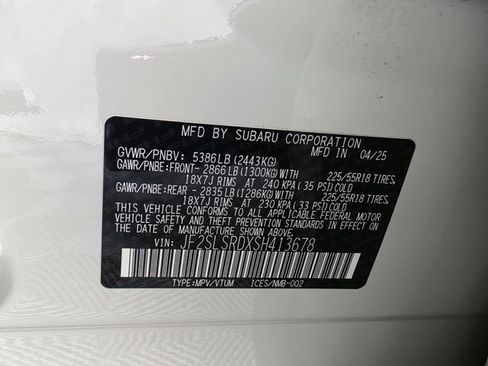 MFD BY SUBARU CORPORATION
GVWR/PNBV: 5386LB (2443KG) MFD IN 04/25
GAWR/PNBE:FRONT- 2866LB (1300KG) WITH 225/55R18 TIRES,
18X7J RIMS AT 240 KPA (35 PSI) COLD
GAWR/PNBE:REAR - 2835LB (1286KG) WITH 225/55R18 TIRES,
18X7J RIMS AT 230 KPA (33 PSI) COLD
THIS VEHICLE CONFORMS TO ALL APPLICABLE FEDERAL MOTOR
VEHICLE SAFETY AND THEFT PREVENTION STANDARDS IN EFFECT
ON THE DATE OF MANUFACTURE SHOWN ABOVE.
VIN: JF2SLSRDXSH413678
TYPE:MPV/VTUM ICES/NMB-002